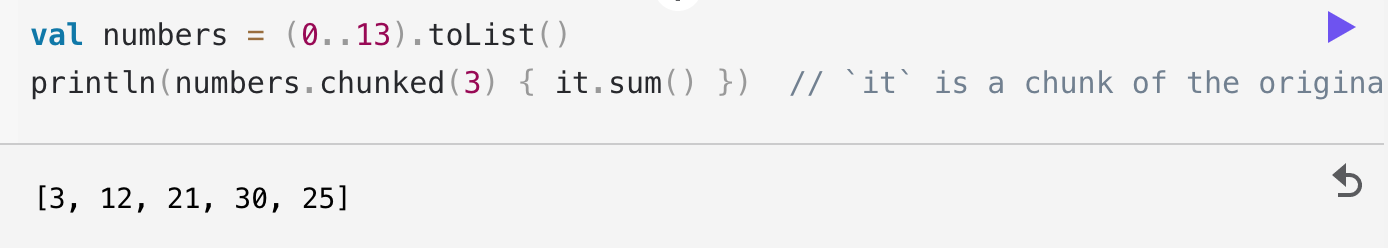 val numbers = (0..13).toList()
println(numbers.chunked(3) { it.sum() })  // `it` is a chunk of the origina
[3, 12, 21, 30, 25]